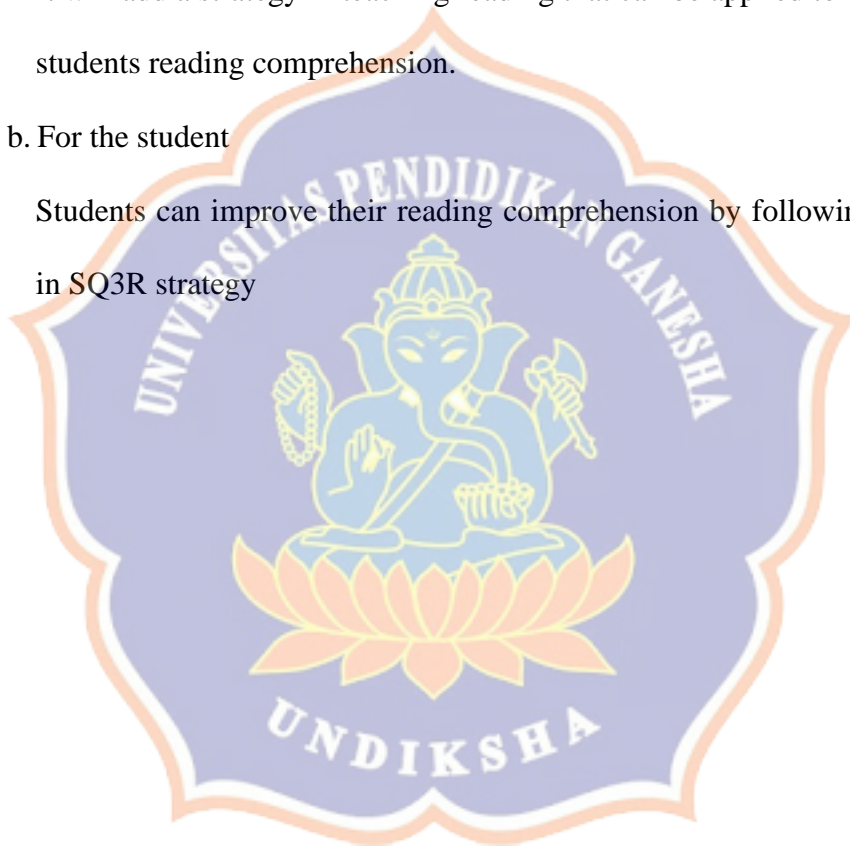 students reading comprehension.
b. For the student
Students can improve their reading comprehension by
in SQ3R strategy
UNIVERSITAS PENDIDIKAN GANESHA
UNDIKSHA